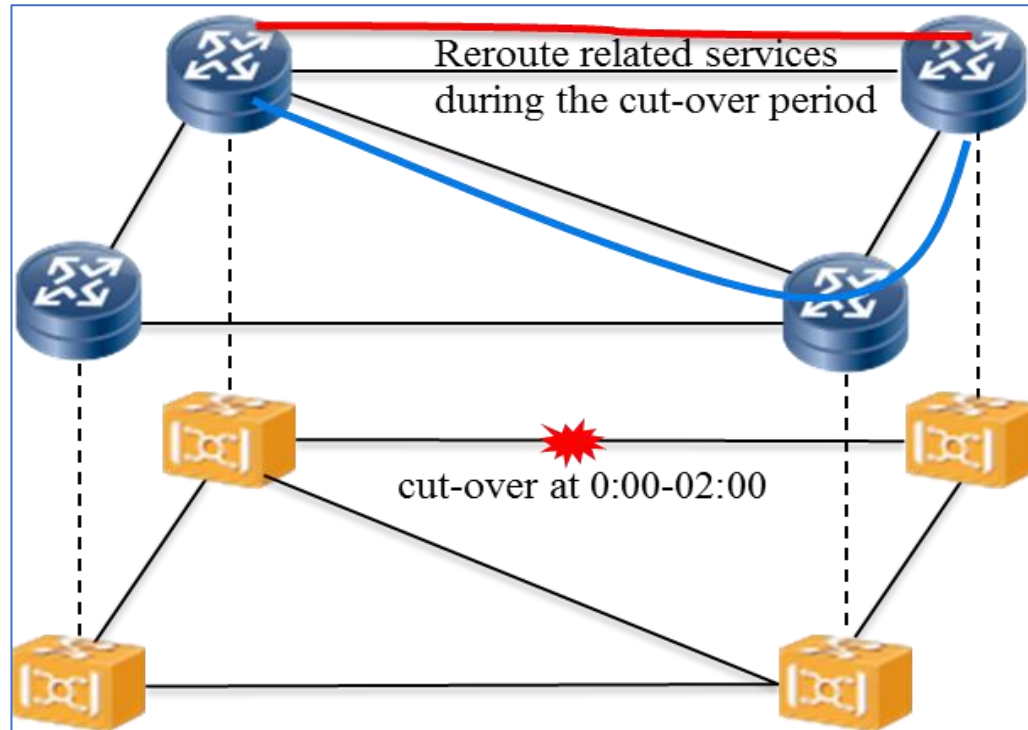 Reroute related services
during the cut-over period
cut-over at 0:00-02:00